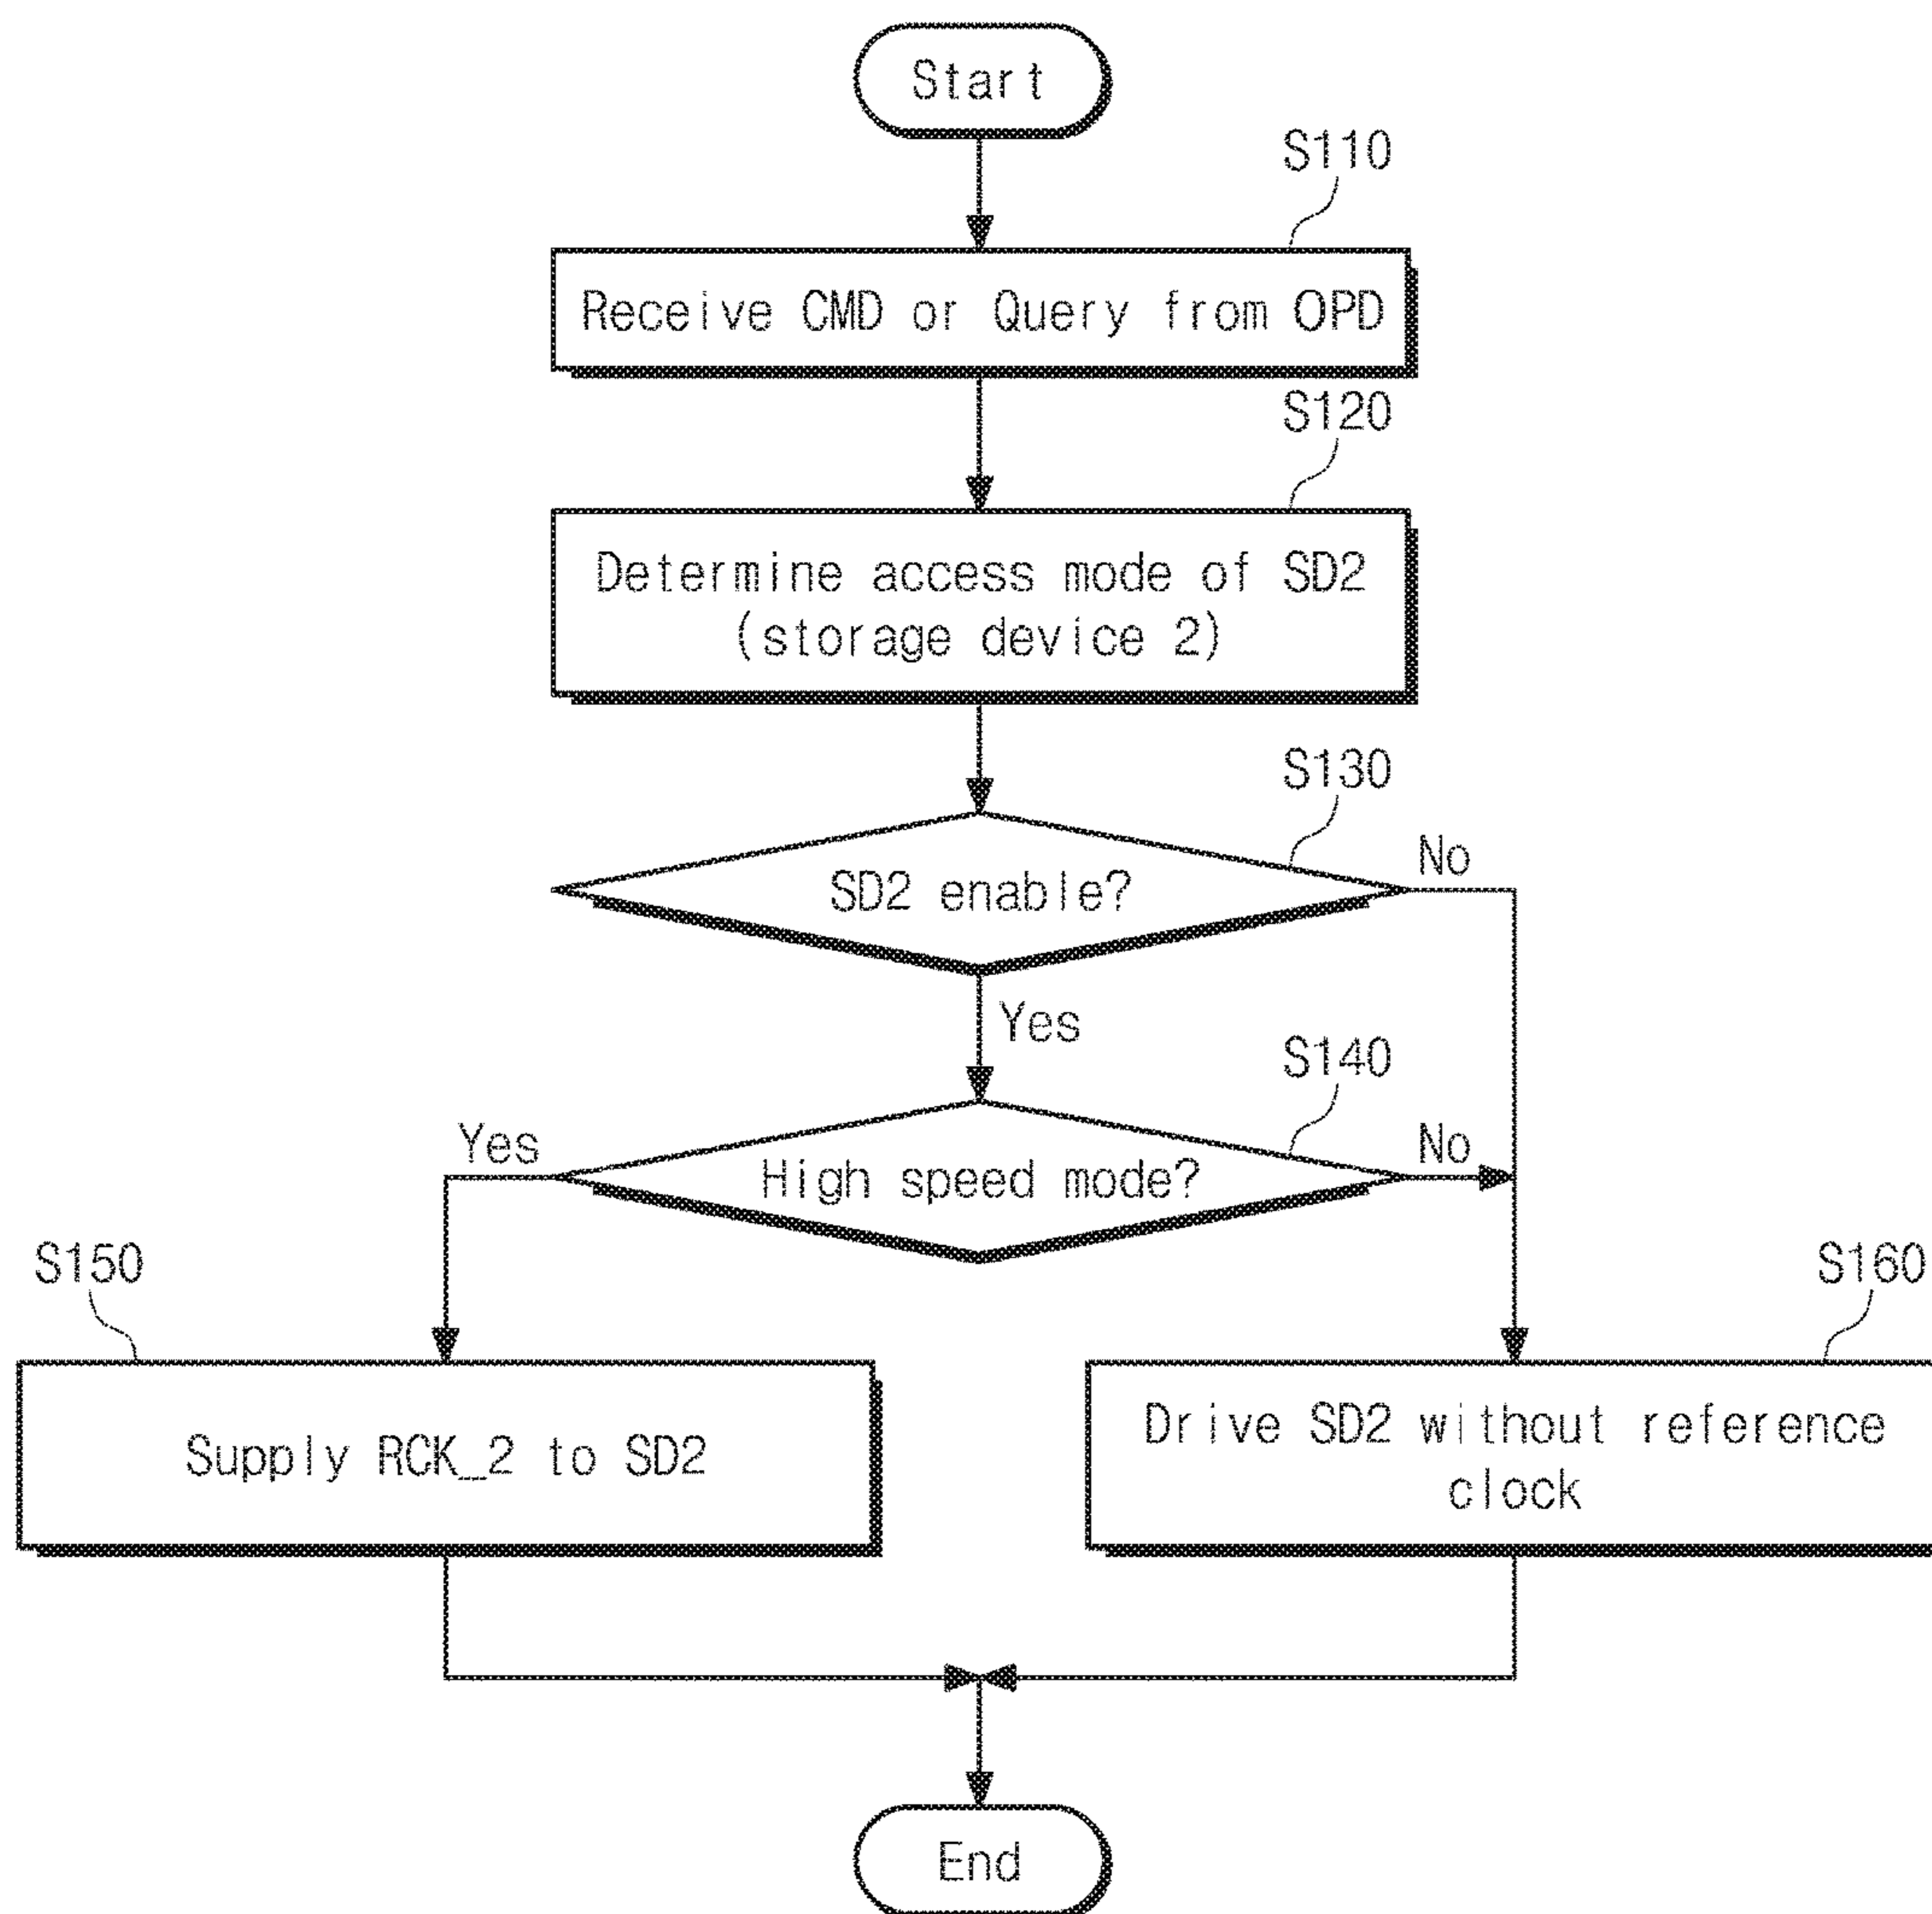 Start
S110
Receive CMD or Query from OPD
S120
Determine access mode of SD2
(storage device 2)
S130
SD2 enable?
No
Yes
S140
High speed mode?
Yes
No
S150
Supply RCK_2 to SD2
S160
Drive SD2 without reference
clock
End